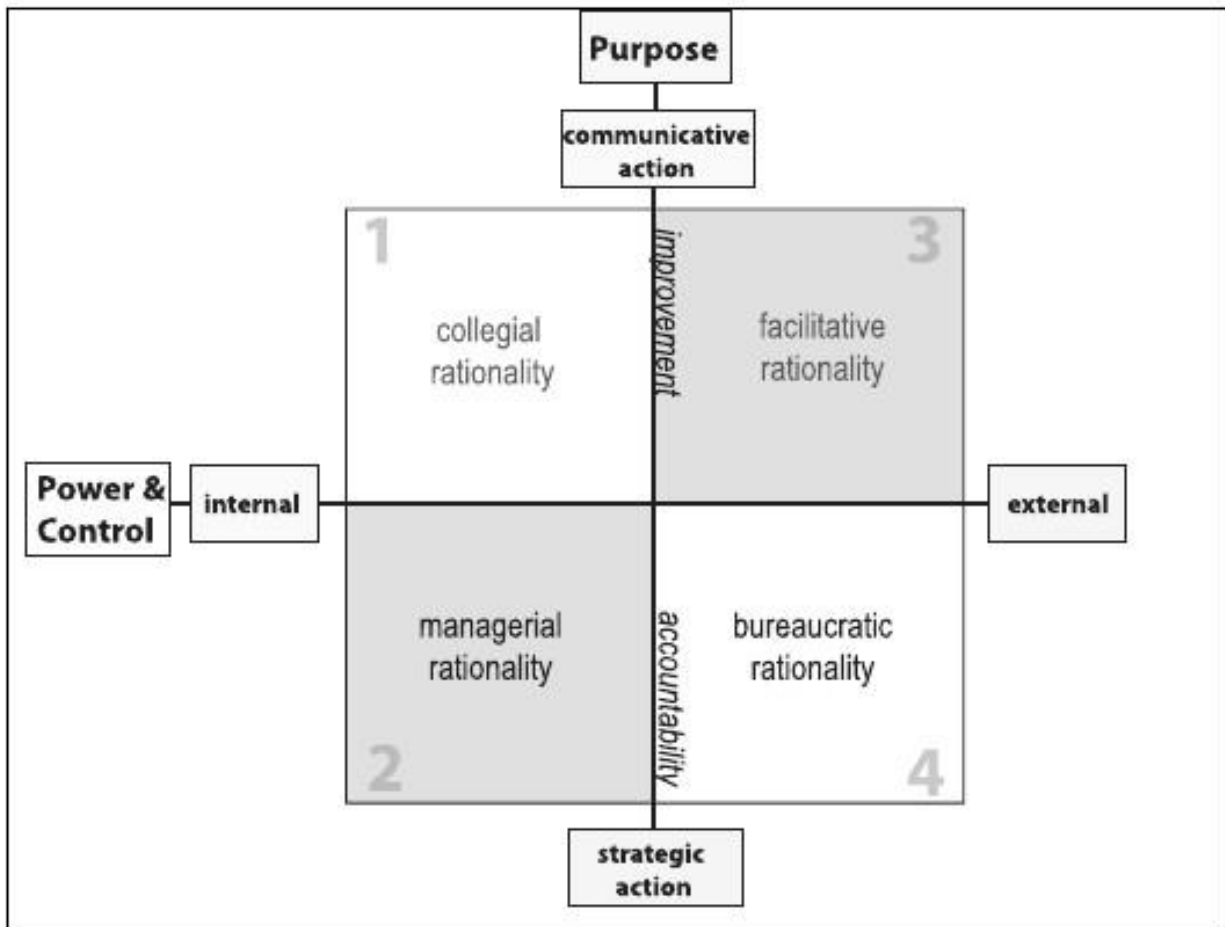 Purpose
communicative
action
1
3
improvement
collegial
rationality
facilitative
rationality
Power &
Control
internal
external
managerial
rationality
accountability
bureaucratic
rationality
2
4
strategic
action